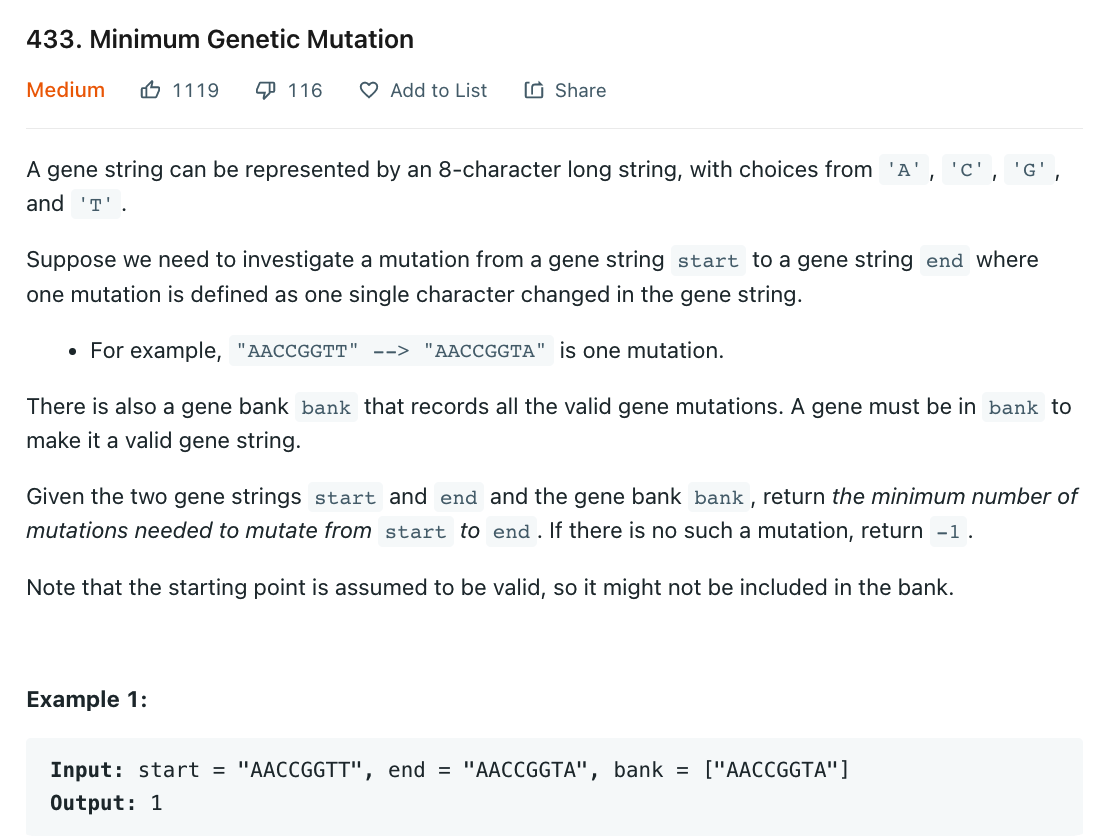 433. Minimum Genetic Mutation
Medium 1119 116 Add to List Share
A gene string can be represented by an 8-character long string, with choices from 'A', 'C', 'G',
and 'T'.
Suppose we need to investigate a mutation from a gene string start to a gene string end where
one mutation is defined as one single character changed in the gene string.
• For example, "AACCGGTT" --> "AACCGGTA" is one mutation.
There is also a gene bank bank that records all the valid gene mutations. A gene must be in bank to
make it a valid gene string.
Given the two gene strings start and end and the gene bank bank, return the minimum number of
mutations needed to mutate from start to end. If there is no such a mutation, return -1.
Note that the starting point is assumed to be valid, so it might not be included in the bank.
Example 1:
Input: start = "AACCGGTT", end = "AACCGGTA", bank = ["AACCGGTA"]
Output: 1